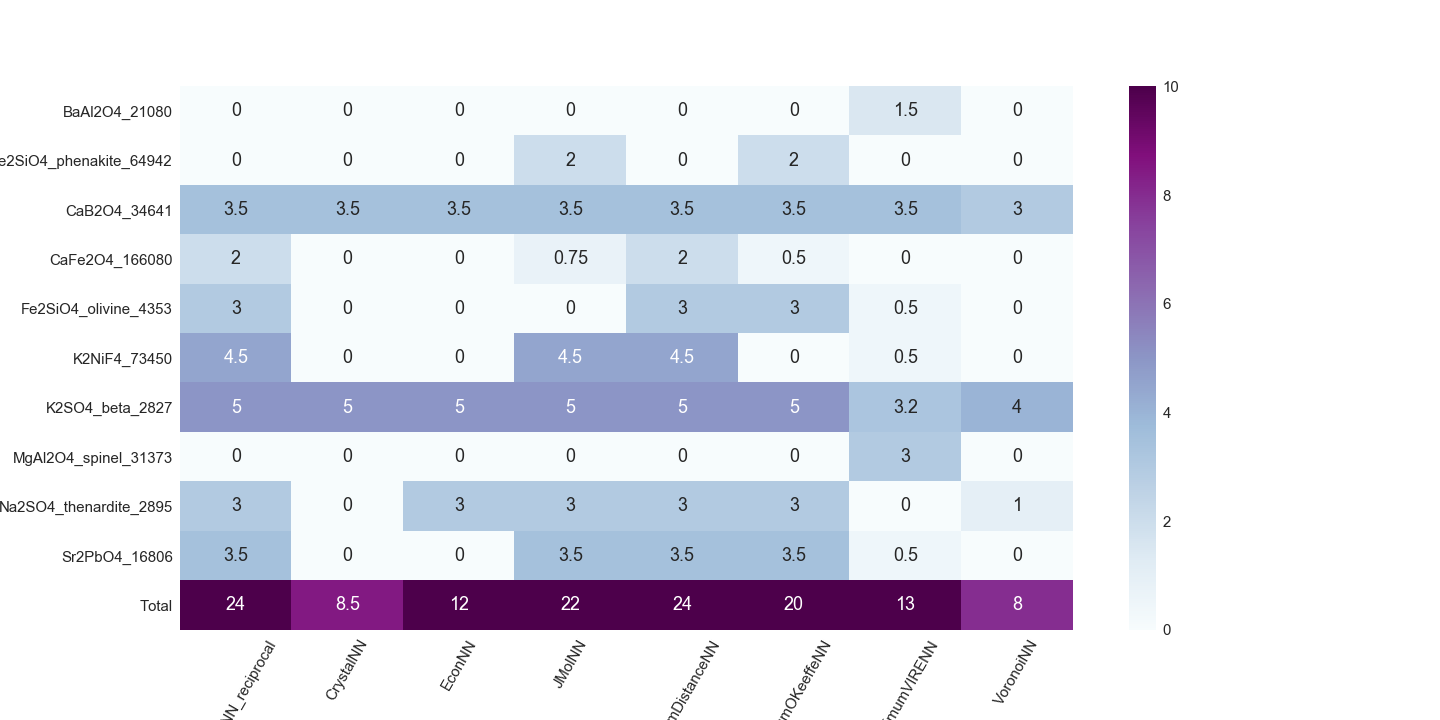 BaAl2O4_21080 0 0 0 0 0 0 1.5 0
e2SiO4_phenakite_64942 0 0 0 2 0 2 0 0
CaB2O4_34641 3.5 3.5 3.5 3.5 3.5 3.5 3.5 3
CaFe2O4_166080 2 0 0 0.75 2 0.5 0 0
Fe2SiO4_olivine_4353 3 0 0 0 3 3 0.5 0
K2NiF4_73450 4.5 0 0 4.5 4.5 0 0.5 0
K2SO4_beta_2827 5 5 5 5 5 5 3.2 4
MgAl2O4_spinel_31373 0 0 0 0 0 0 3 0
Na2SO4_thenardite_2895 3 0 3 3 3 3 0 1
Sr2PbO4_16806 3.5 0 0 3.5 3.5 3.5 0.5 0
Total 24 8.5 12 22 24 20 13 8
NN_reciprocal CrystalNN EconNN JMolNN mDistanceNN mOKeeffeNN mumVIRENN VoronoiNN
10
8
6
4
2
0